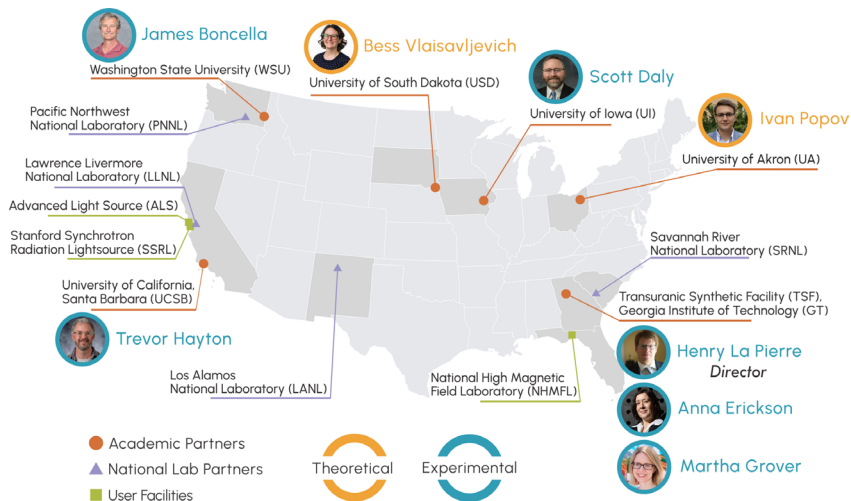 James Boncella
Washington State University (WSU)
Bess Vlaisavljevich
University of South Dakota (USD)
Scott Daly
University of Iowa (UI)
Ivan Popov
University of Akron (UA)
Pacific Northwest
National Laboratory (PNNL)
Lawrence Livermore
National Laboratory (LLNL)
Advanced Light Source (ALS)
Stanford Synchrotron
Radiation Lightsource (SSRL)
University of California,
Santa Barbara (UCSB)
Trevor Hayton
Los Alamos
National Laboratory (LANL)
National High Magnetic
Field Laboratory (NHMFL)
Savannah River
National Laboratory (SRNL)
Transuranic Synthetic Facility (TSF),
Georgia Institute of Technology (GT)
Henry La Pierre
Director
Anna Erickson
Martha Grover
Academic Partners
National Lab Partners
User Facilities
Theoretical
Experimental